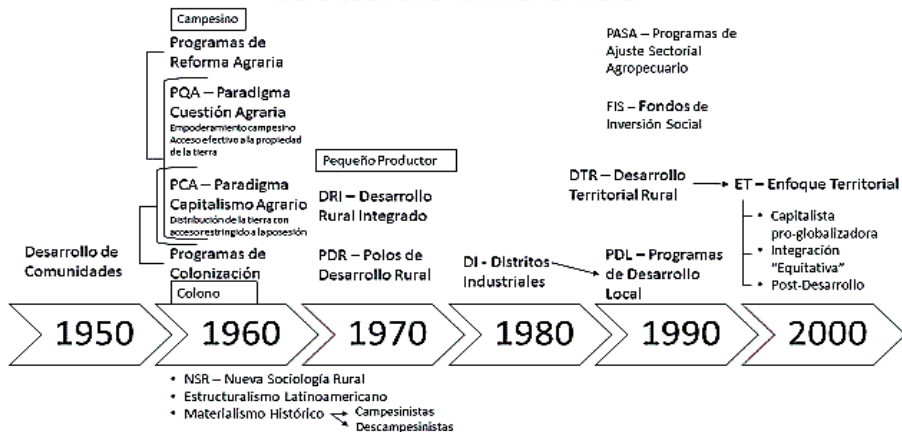 Campesino
Programas de
Reforma Agraria
PQA – Paradigma
Cuestión Agraria
Empoderamiento campesino
Acceso efectivo a la propiedad
de la tierra
PCA – Paradigma
Capitalismo Agrario
Distribución de la tierra con
acceso restringido a la posesión
Desarrollo de
Comunidades
Programas de
Colonización
Colono
Pequeño Productor
DRI – Desarrollo
Rural Integrado
PDR – Polos de
Desarrollo Rural
DI - Distritos
Industriales
PASA – Programas de
Ajuste Sectorial
Agropecuario
FIS – Fondos de
Inversión Social
DTR – Desarrollo
Territorial Rural
PDL – Programas
de Desarrollo
Local
ET – Enfoque Territorial
• Capitalista
pro-globalizadora
• Integración
"Equitativa"
• Post-Desarrollo
1950
1960
1970
1980
1990
2000
• NSR – Nueva Sociología Rural
• Estructuralismo Latinoamericano
• Materialismo Histórico
Campesinistas
Descampesinistas